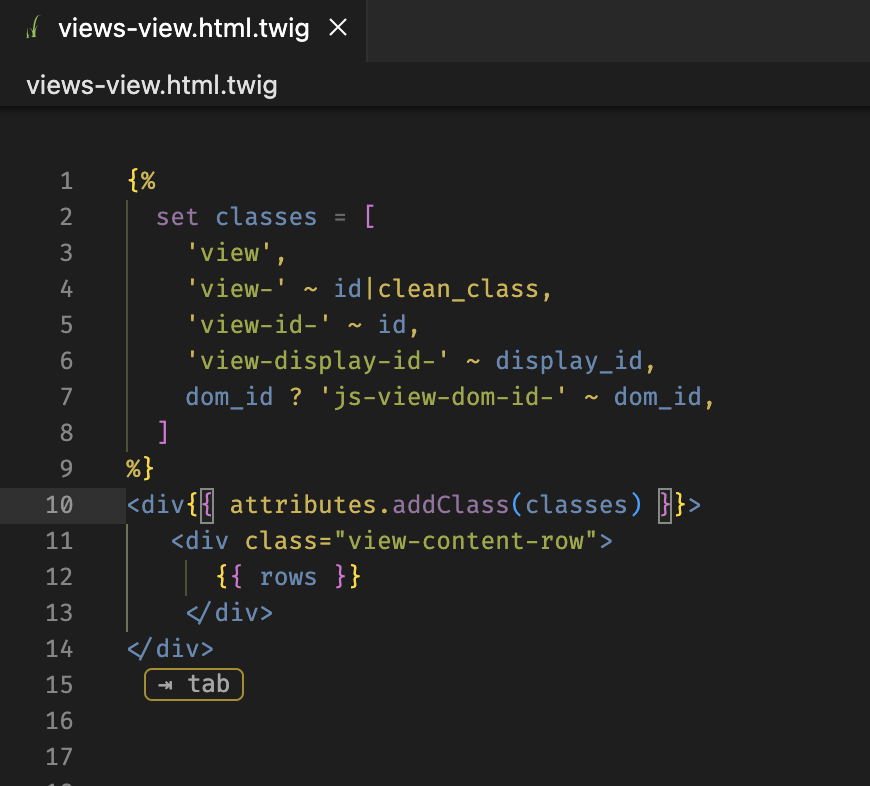 views-view.html.twig ×
views-view.html.twig
1 {%
2 set classes = [
3 'view',
4 'view-' ~ id|clean_class,
5 'view-id-' ~ id,
6 'view-display-id-' ~ display_id,
7 dom_id ? 'js-view-dom-id-' ~ dom_id,
8 ]
9 %}
10 <div{{ attributes.addClass(classes) }}>
11 <div class="view-content-row">
12 {{ rows }}
13 </div>
14 </div>
15 ⇥ tab
16
17